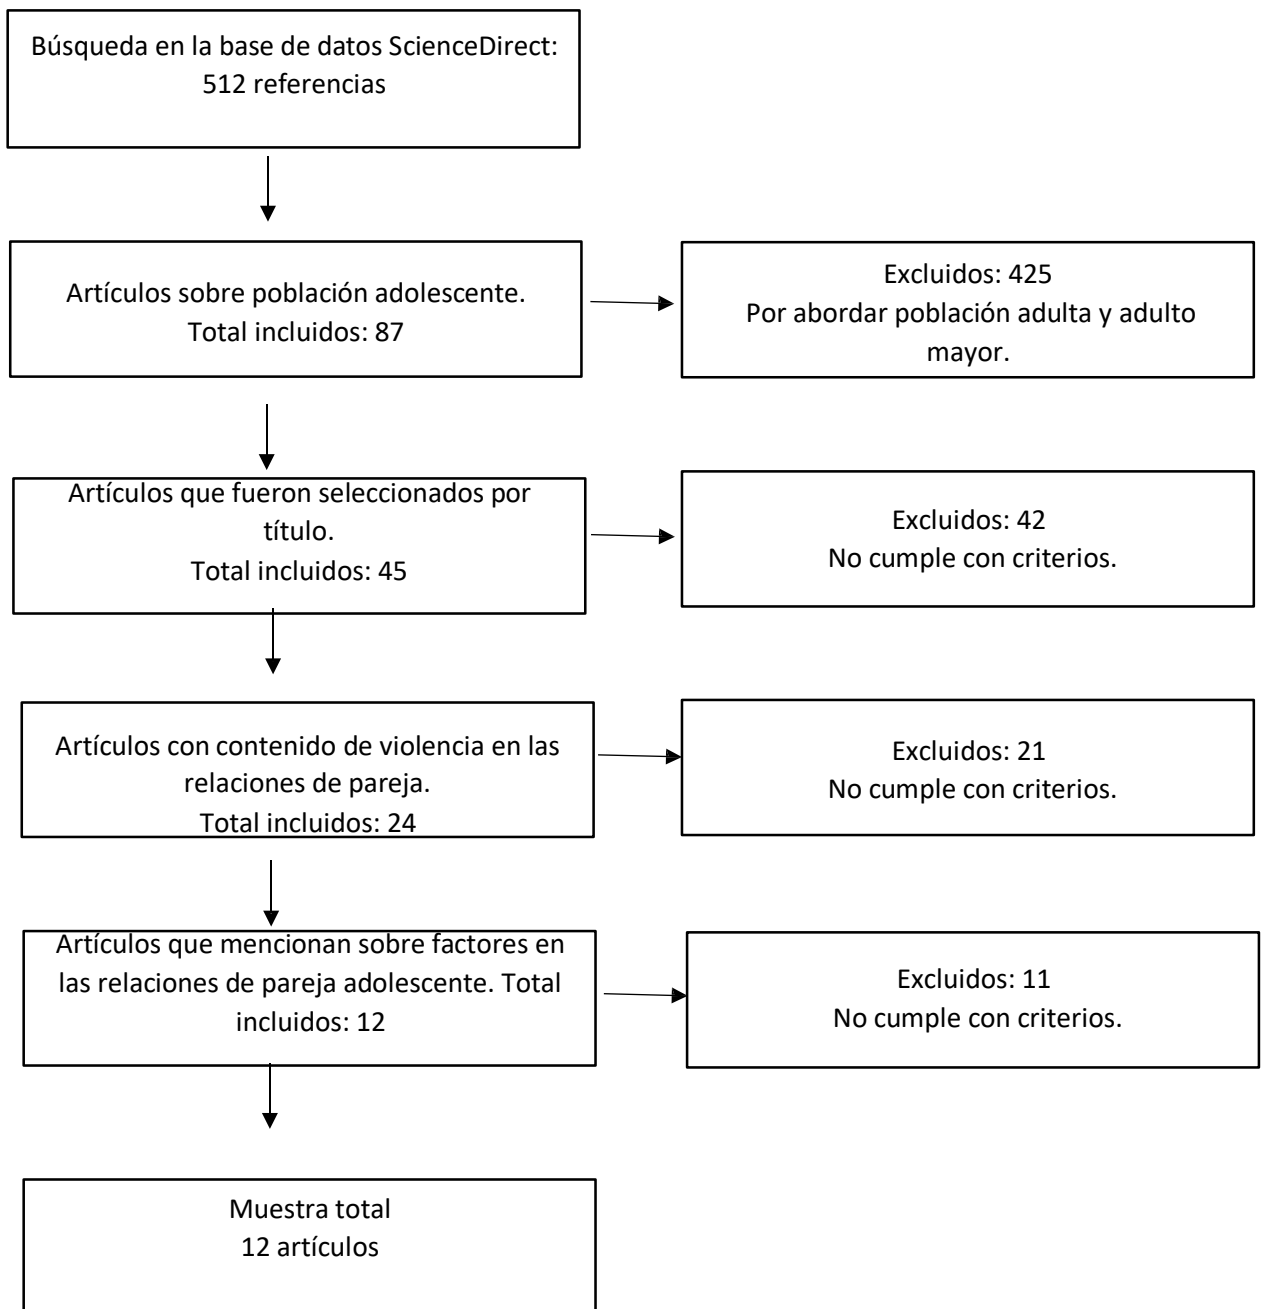 Búsqueda en la base de datos ScienceDirect:
512 referencias
Artículos sobre población adolescente.
Total incluidos: 87
Excluidos: 425
Por abordar población adulta y adulto
mayor.
Artículos que fueron seleccionados por
título.
Total incluidos: 45
Excluidos: 42
No cumple con criterios.
Artículos con contenido de violencia en las
relaciones de pareja.
Total incluidos: 24
Excluidos: 21
No cumple con criterios.
Artículos que mencionan sobre factores en
las relaciones de pareja adolescente. Total
incluidos: 12
Excluidos: 11
No cumple con criterios.
Muestra total
12 artículos